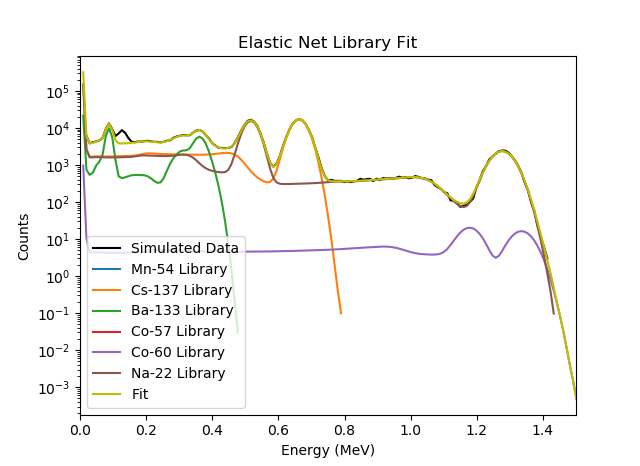 Elastic Net Library Fit
Counts
10^5
10^4
10^3
10^2
10^1
10^0
10^−1
10^−2
10^−3
Simulated Data
Mn-54 Library
Cs-137 Library
Ba-133 Library
Co-57 Library
Co-60 Library
Na-22 Library
Fit
0.0 0.2 0.4 0.6 0.8 1.0 1.2 1.4
Energy (MeV)